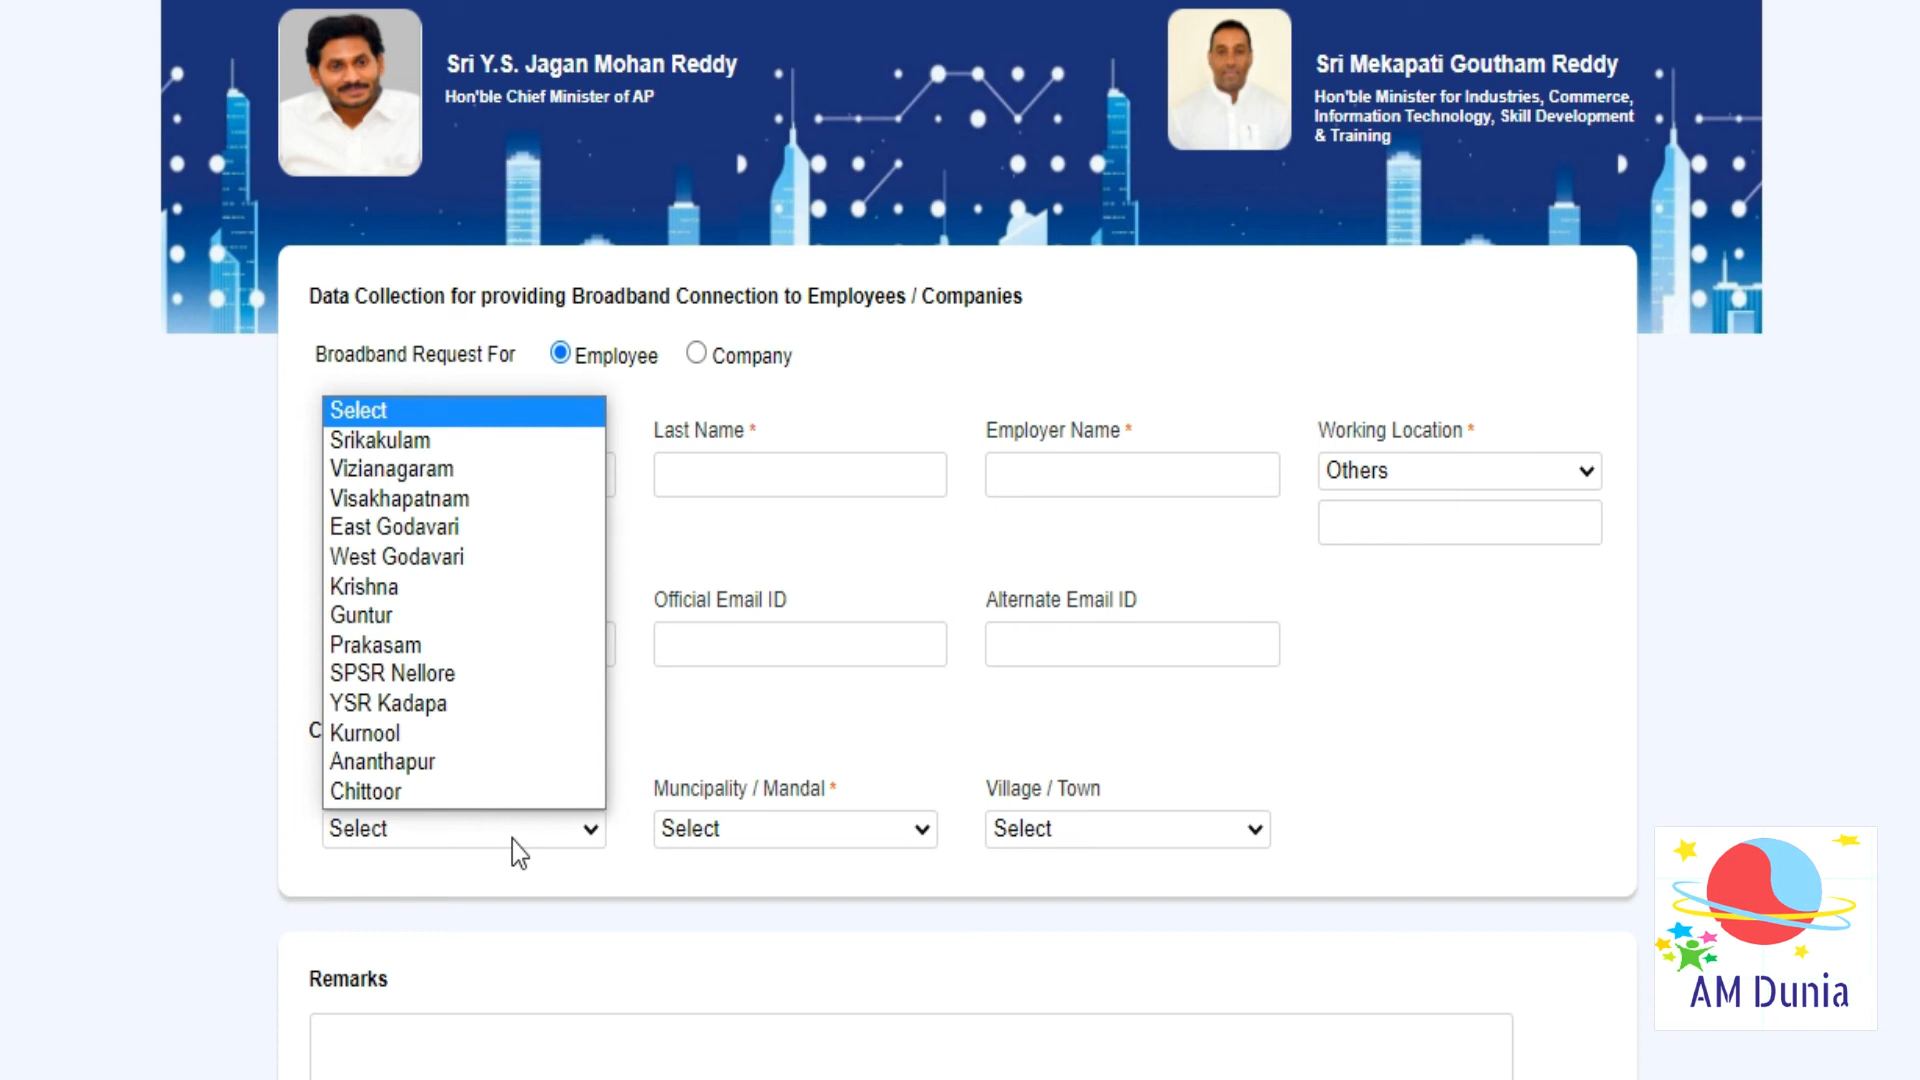 Sri Y.S. Jagan Mohan Reddy
Hon'ble Chief Minister of AP
Sri Mekapati Goutham Reddy
Hon'ble Minister for Industries, Commerce,
Information Technology, Skill Development
& Training
Data Collection for providing Broadband Connection to Employees / Companies
Broadband Request For Employee Company
Select
Srikakulam
Vizianagaram
Visakhapatnam
East Godavari
West Godavari
Krishna
Guntur
Prakasam
SPSR Nellore
YSR Kadapa
Kurnool
Ananthapur
Chittoor
Last Name * Employer Name * Working Location *
Others
Official Email ID Alternate Email ID
C
Muncipality / Mandal * Village / Town
Select Select Select
Remarks
AM Dunia